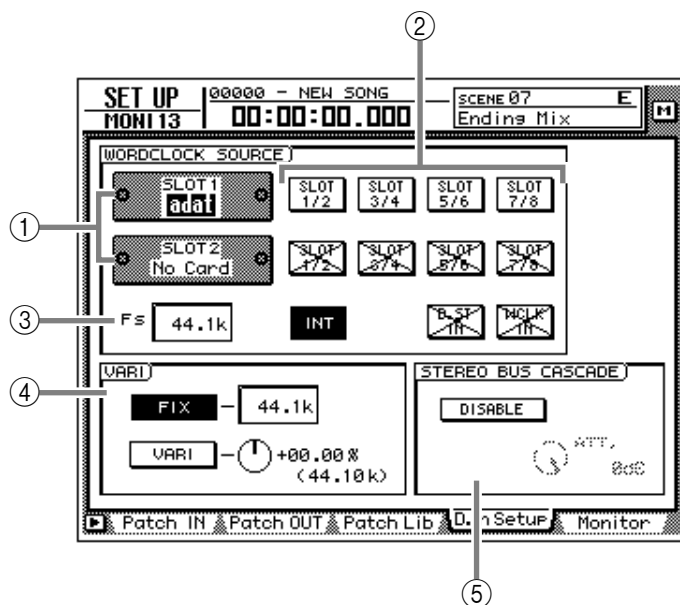 ②
SET UP 00000 - NEW SONG SCENE 07 E M
MONI 13 00:00:00.000 Ending Mix
WORDCLOCK SOURCE
SLOT1 SLOT 1/2 SLOT 3/4 SLOT 5/6 SLOT 7/8
adat
①
SLOT2 SLOT 1/2 SLOT 3/4 SLOT 5/6 SLOT 7/8
No Card
③ Fs 44.1k INT D.ST IN WCLK IN
④ VARI STEREO BUS CASCADE
FIX 44.1k DISABLE
VARI +00.00% ATT.
(44.10k) 0dB
Patch IN Patch OUT Patch Lib D.in Setup Monitor
⑤